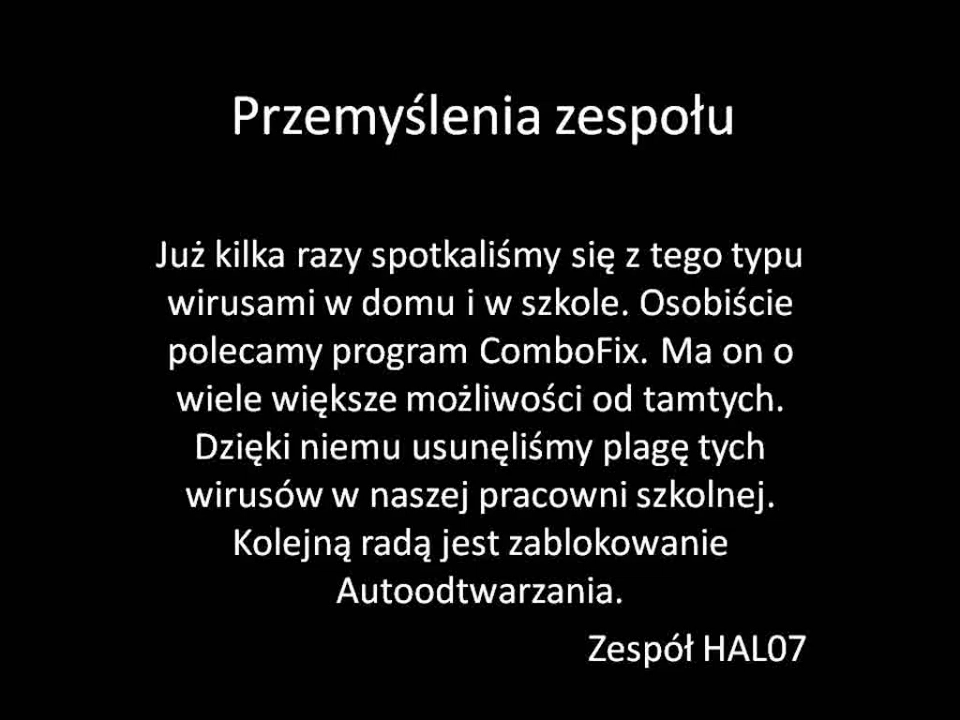 Przemyślenia zespołu
Już kilka razy spotkaliśmy się z tego typu
wirusami w domu i w szkole. Osobiście
polecamy program ComboFix. Ma on o
wiele większe możliwości od tamtych.
Dzięki niemu usunęliśmy plagę tych
wirusów w naszej pracowni szkolnej.
Kolejną radą jest zablokowanie
Autoodtwarzania.
Zespół HAL07